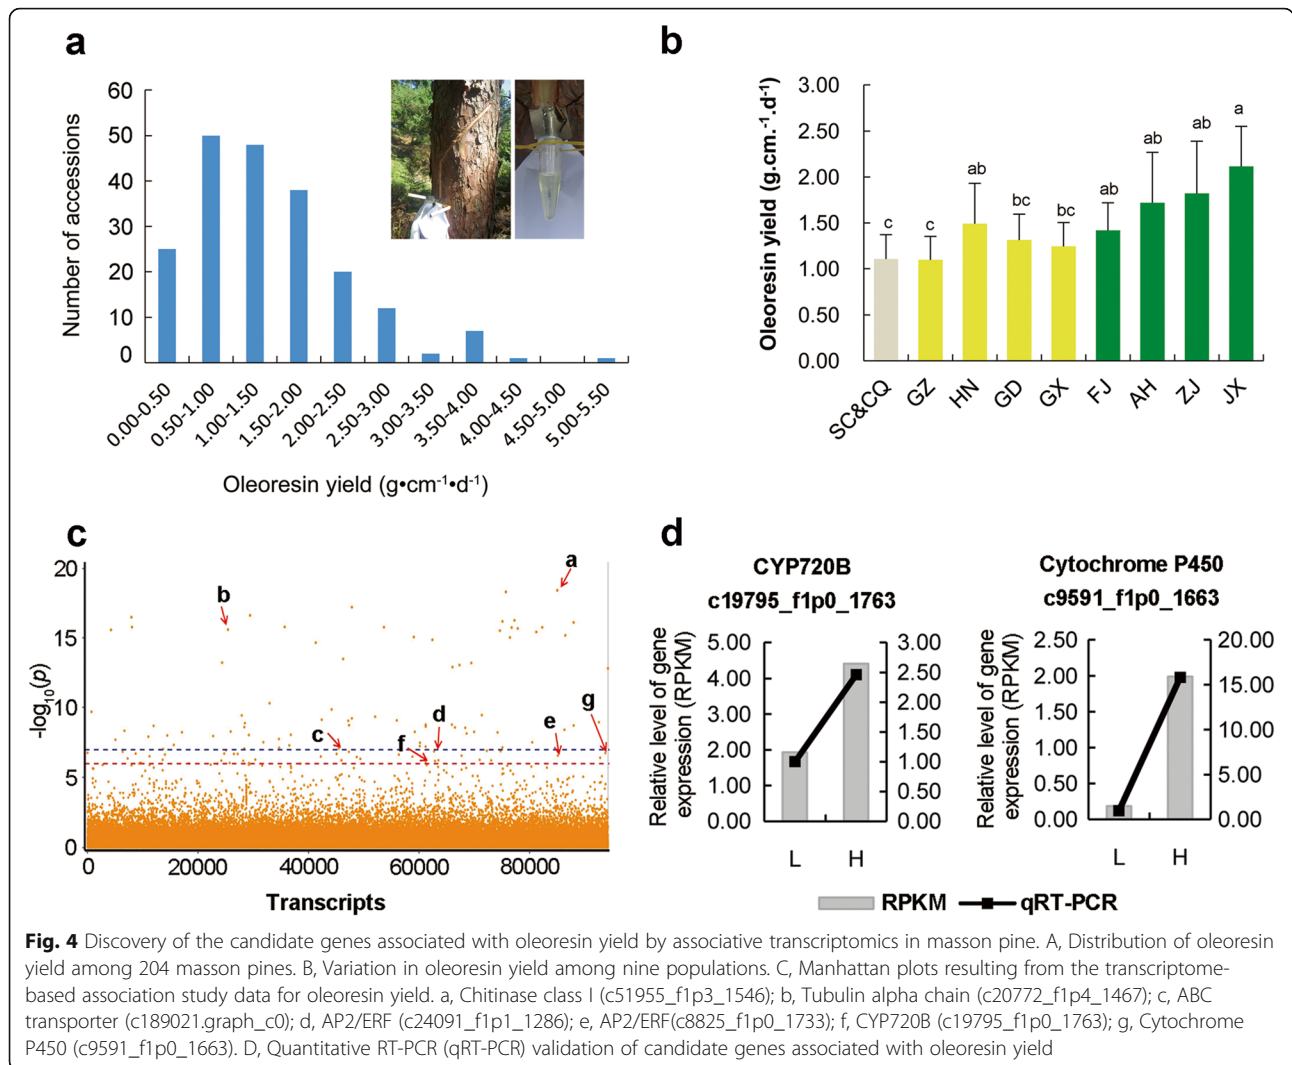 a
60
50
40
30
20
10
0
Number of accessions
0.00-0.50
0.50-1.00
1.00-1.50
1.50-2.00
2.00-2.50
2.50-3.00
3.00-3.50
3.50-4.00
4.00-4.50
4.50-5.00
5.00-5.50
Oleoresin yield (g•cm⁻¹•d⁻¹)
b
3.00
2.50
2.00
1.50
1.00
0.50
0.00
Oleoresin yield (g.cm.⁻¹.d⁻¹)
c
c
ab
bc
bc
ab
ab
ab
a
SC&CQ
GZ
HN
GD
GX
FJ
AH
ZJ
JX
c
20
15
10
5
0
-log₁₀(p)
a
b
c
d
e
f
g
0
20000
40000
60000
80000
Transcripts
d
CYP720B
c19795_f1p0_1763
Relative level of gene
expression (RPKM)
5.00
4.00
3.00
2.00
1.00
0.00
3.00
2.50
2.00
1.50
1.00
0.50
0.00
L H
Cytochrome P450
c9591_f1p0_1663
Relative level of gene
expression (RPKM)
2.50
2.00
1.50
1.00
0.50
0.00
20.00
15.00
10.00
5.00
0.00
L H
RPKM qRT-PCR
Fig. 4 Discovery of the candidate genes associated with oleoresin yield by associative transcriptomics in masson pine. A, Distribution of oleoresin
yield among 204 masson pines. B, Variation in oleoresin yield among nine populations. C, Manhattan plots resulting from the transcriptome-
based association study data for oleoresin yield. a, Chitinase class I (c51955_f1p3_1546); b, Tubulin alpha chain (c20772_f1p4_1467); c, ABC
transporter (c189021.graph_c0); d, AP2/ERF (c24091_f1p1_1286); e, AP2/ERF(c8825_f1p0_1733); f, CYP720B (c19795_f1p0_1763); g, Cytochrome
P450 (c9591_f1p0_1663). D, Quantitative RT-PCR (qRT-PCR) validation of candidate genes associated with oleoresin yield